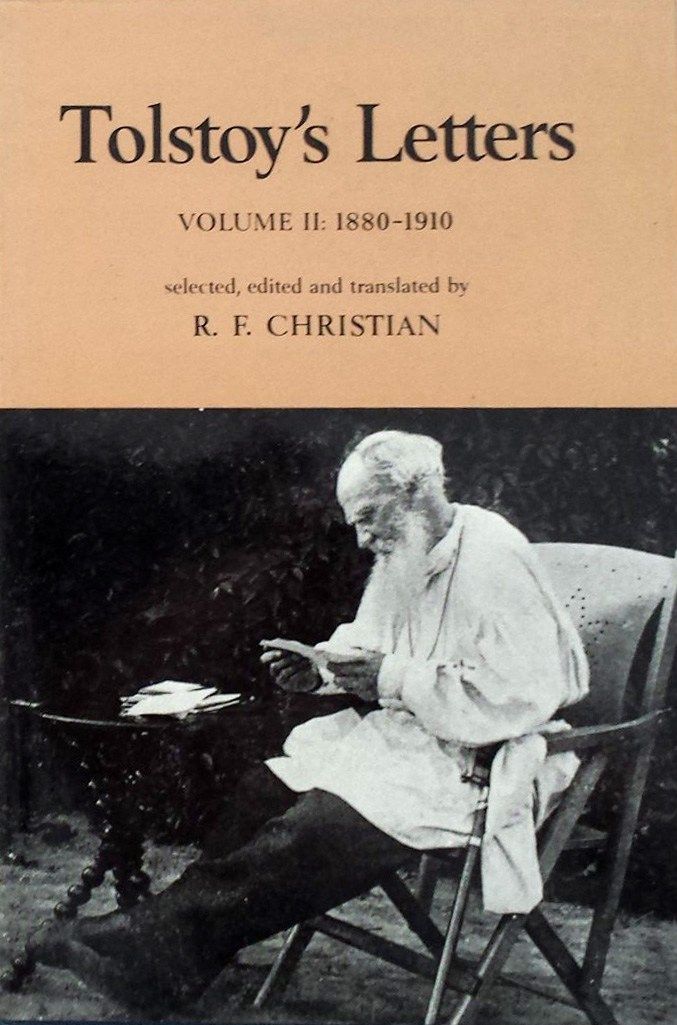 Tolstoy's Letters
VOLUME II: 1880-1910
selected, edited and translated by
R. F. CHRISTIAN